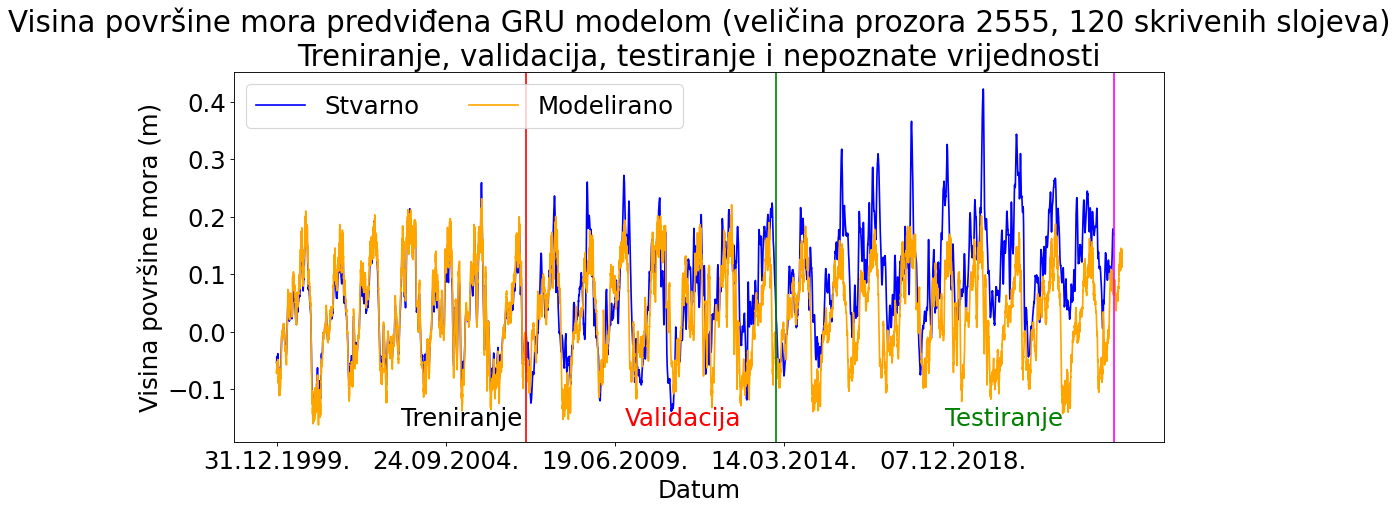 Visina površine mora predviđena GRU modelom (veličina prozora 2555, 120 skrivenih slojeva)
Treniranje, validacija, testiranje i nepoznate vrijednosti
Stvarno
Modelirano
Visina površine mora (m)
0.4
0.3
0.2
0.1
0.0
−0.1
Treniranje
Validacija
Testiranje
31.12.1999.
24.09.2004.
19.06.2009.
14.03.2014.
07.12.2018.
Datum